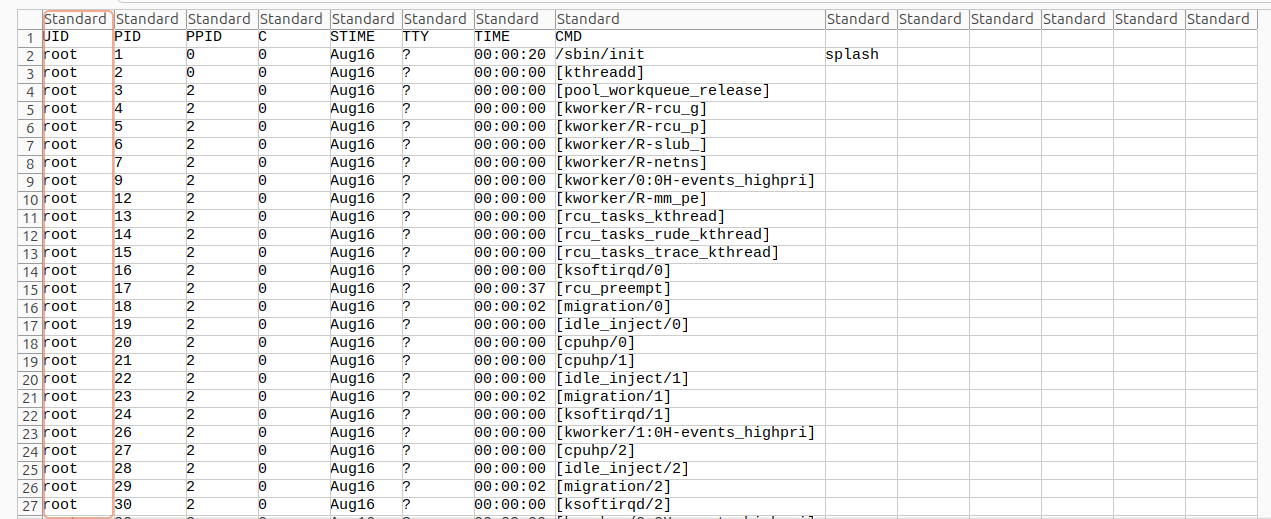 Standard Standard Standard Standard Standard Standard Standard Standard Standard Standard Standard Standard Standard Standard
1 UID PID PPID C STIME TTY TIME CMD
2 root 1 0 0 Aug16 ? 00:00:20 /sbin/init splash
3 root 2 0 0 Aug16 ? 00:00:00 [kthreadd]
4 root 3 2 0 Aug16 ? 00:00:00 [pool_workqueue_release]
5 root 4 2 0 Aug16 ? 00:00:00 [kworker/R-rcu_g]
6 root 5 2 0 Aug16 ? 00:00:00 [kworker/R-rcu_p]
7 root 6 2 0 Aug16 ? 00:00:00 [kworker/R-slub_]
8 root 7 2 0 Aug16 ? 00:00:00 [kworker/R-netns]
9 root 9 2 0 Aug16 ? 00:00:00 [kworker/0:0H-events_highpri]
10 root 12 2 0 Aug16 ? 00:00:00 [kworker/R-mm_pe]
11 root 13 2 0 Aug16 ? 00:00:00 [rcu_tasks_kthread]
12 root 14 2 0 Aug16 ? 00:00:00 [rcu_tasks_rude_kthread]
13 root 15 2 0 Aug16 ? 00:00:00 [rcu_tasks_trace_kthread]
14 root 16 2 0 Aug16 ? 00:00:00 [ksoftirqd/0]
15 root 17 2 0 Aug16 ? 00:00:37 [rcu_preempt]
16 root 18 2 0 Aug16 ? 00:00:02 [migration/0]
17 root 19 2 0 Aug16 ? 00:00:00 [idle_inject/0]
18 root 20 2 0 Aug16 ? 00:00:00 [cpuhp/0]
19 root 21 2 0 Aug16 ? 00:00:00 [cpuhp/1]
20 root 22 2 0 Aug16 ? 00:00:00 [idle_inject/1]
21 root 23 2 0 Aug16 ? 00:00:02 [migration/1]
22 root 24 2 0 Aug16 ? 00:00:00 [ksoftirqd/1]
23 root 26 2 0 Aug16 ? 00:00:00 [kworker/1:0H-events_highpri]
24 root 27 2 0 Aug16 ? 00:00:00 [cpuhp/2]
25 root 28 2 0 Aug16 ? 00:00:00 [idle_inject/2]
26 root 29 2 0 Aug16 ? 00:00:02 [migration/2]
27 root 30 2 0 Aug16 ? 00:00:00 [ksoftirqd/2]